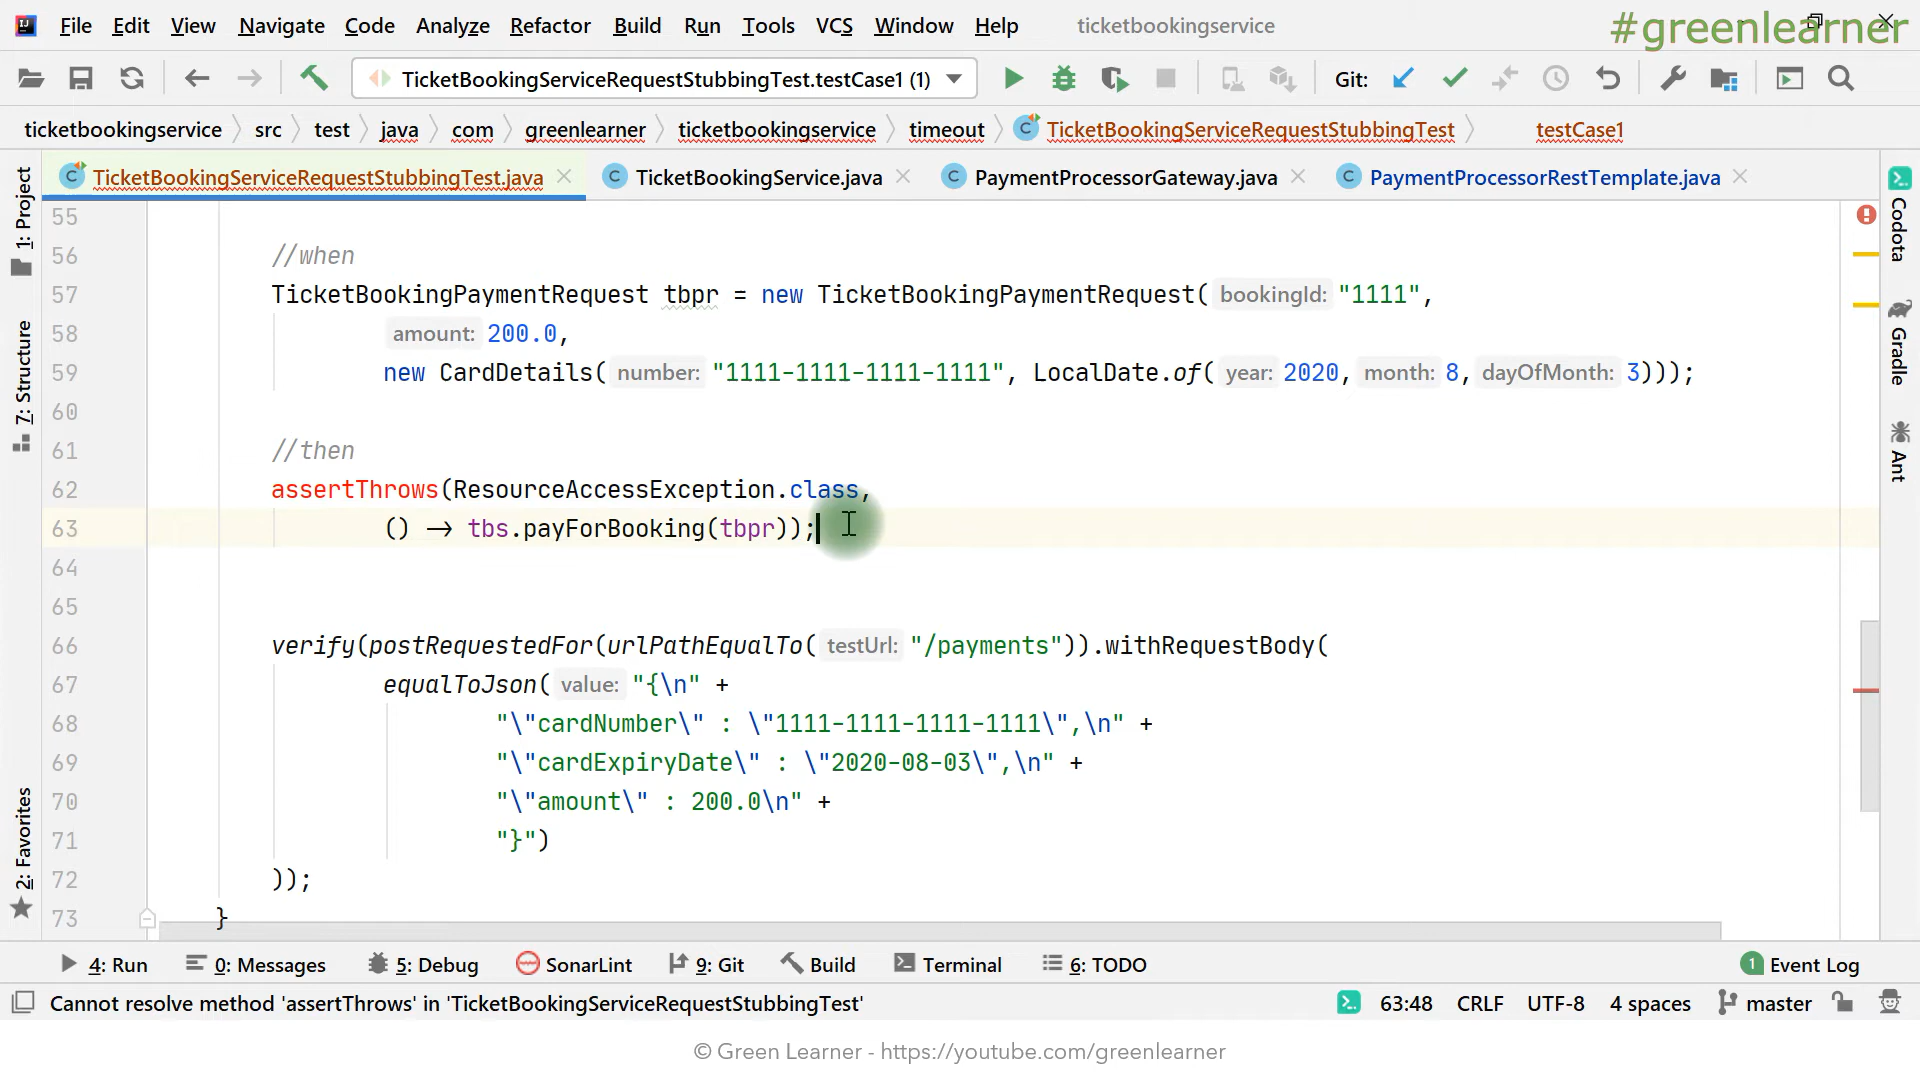 File Edit View Navigate Code Analyze Refactor Build Run Tools VCS Window Help ticketbookingservice #greenlearner
TicketBookingServiceRequestStubbingTest.testCase1 (1) Git:
ticketbookingservice src test java com greenlearner ticketbookingservice timeout TicketBookingServiceRequestStubbingTest testCase1
TicketBookingServiceRequestStubbingTest.java TicketBookingService.java PaymentProcessorGateway.java PaymentProcessorRestTemplate.java
1: Project
7: Structure
2: Favorites
55
56 //when
57 TicketBookingPaymentRequest tbpr = new TicketBookingPaymentRequest( bookingId: "1111",
58 amount: 200.0,
59 new CardDetails( number: "1111-1111-1111-1111", LocalDate.of( year: 2020, month: 8, dayOfMonth: 3)));
60
61 //then
62 assertThrows(ResourceAccessException.class,
63 () → tbs.payForBooking(tbpr));
64
65
66 verify(postRequestedFor(urlPathEqualTo( testUrl: "/payments")).withRequestBody(
67 equalToJson( value: "{\n" +
68 "\"cardNumber\" : \"1111-1111-1111-1111\",\n" +
69 "\"cardExpiryDate\" : \"2020-08-03\",\n" +
70 "\"amount\" : 200.0\n" +
71 "}")
72 ));
73 }
Codota
Gradle
Ant
4: Run 0: Messages 5: Debug SonarLint 9: Git Build Terminal 6: TODO 1 Event Log
Cannot resolve method 'assertThrows' in 'TicketBookingServiceRequestStubbingTest' 63:48 CRLF UTF-8 4 spaces master
© Green Learner - https://youtube.com/greenlearner